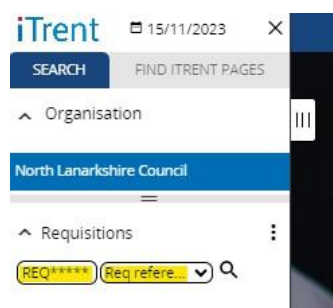 iTrent 15/11/2023
SEARCH FIND ITRENT PAGES
Organisation
North Lanarkshire Council
Requisitions
REQ***** Req refere...